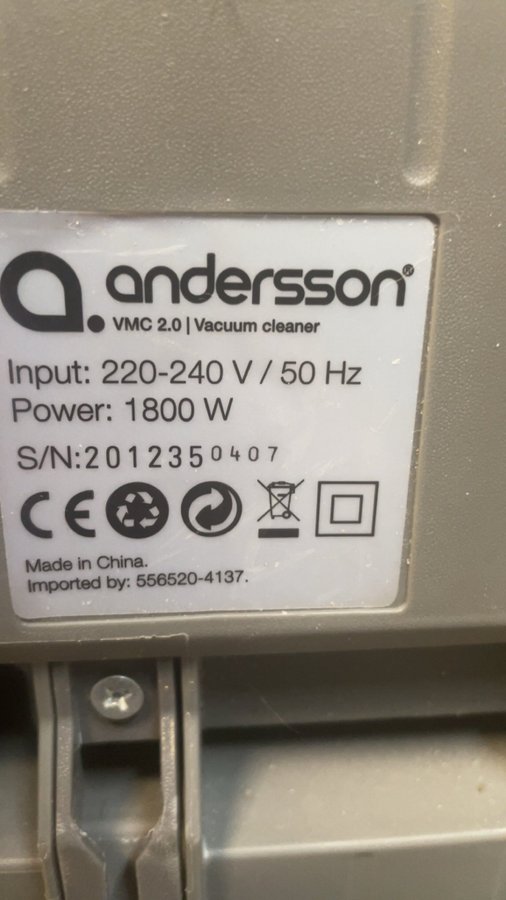 andersson®
VMC 2.0 | Vacuum cleaner
Input: 220-240 V / 50 Hz
Power: 1800 W
S/N:2012350407
CE
Made in China.
Imported by: 556520-4137.